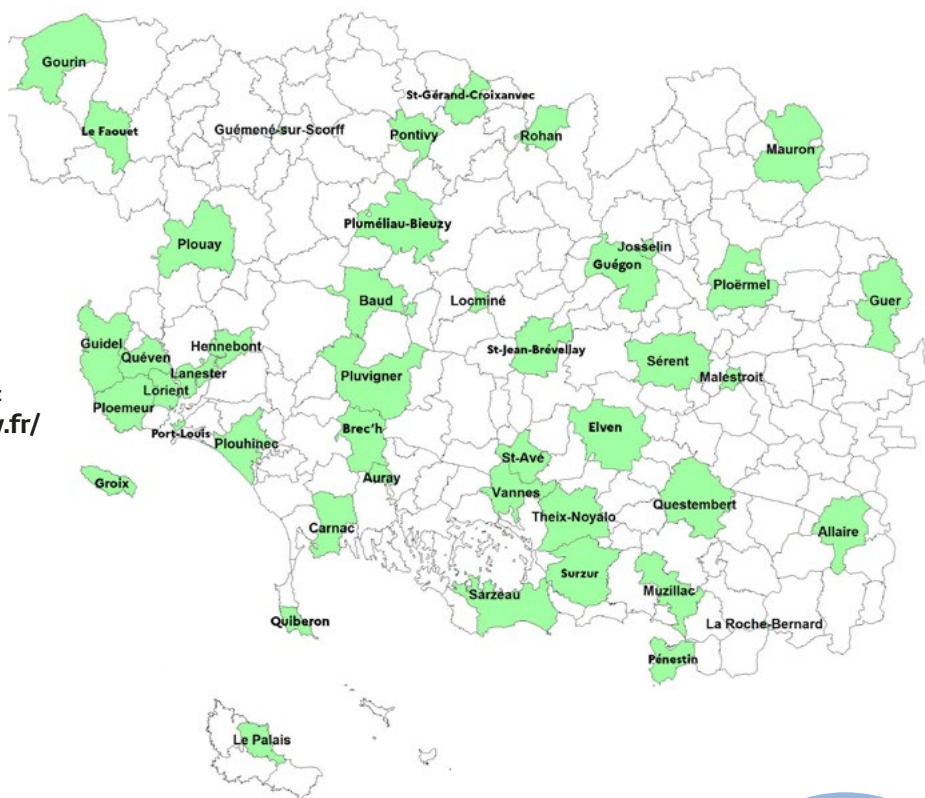 Gourin
St-Gérand-Croixanvec
Le Faouet
Guémené-sur-Scorff
Pontivy
Rohan
Mauron
Pluméliau-Bieuzy
Plouay
Josselin
Guégon
Ploërmel
Guer
Baud
Locminé
Guidel
Hennebont
Quéven
St-Jean-Brévellay
Sérent
Lanester
Pluvigner
Malestroit
Lorient
Ploemeur
.fr/
Brec'h
Elven
Port-Louis
Plouhinec
St-Avé
Auray
Groix
Vannes
Questembert
Theix-Noyalo
Carnac
Allaire
Surzur
Muzillac
Sarzeau
Quiberon
La Roche-Bernard
Pénestin
Le Palais